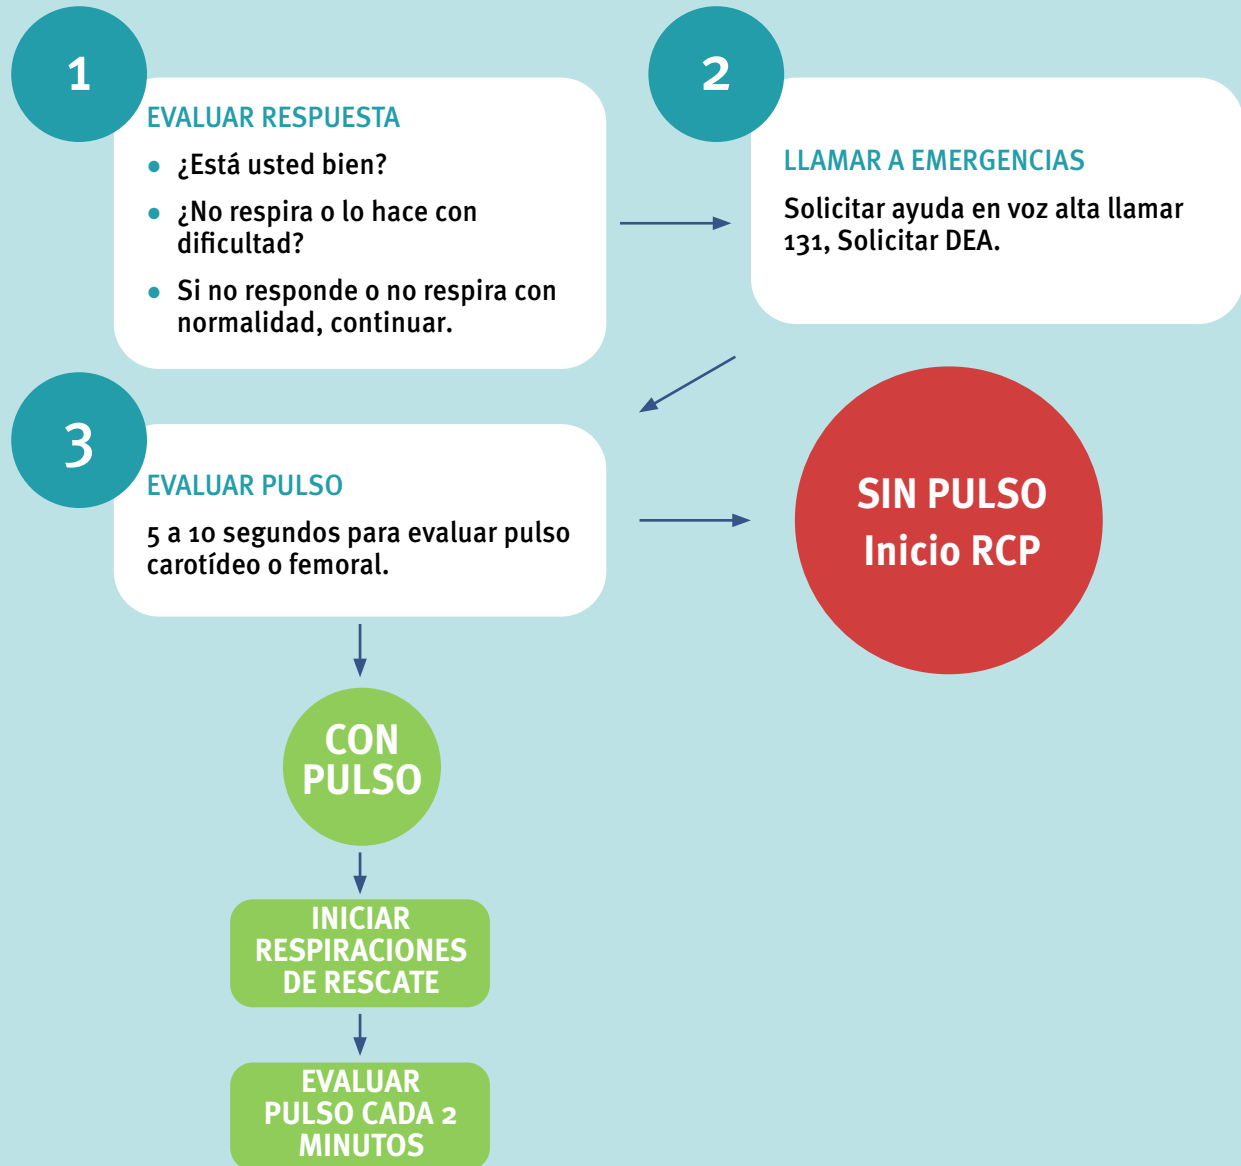 1
EVALUAR RESPUESTA
• ¿Está usted bien?
• ¿No respira o lo hace con
dificultad?
• Si no responde o no respira con
normalidad, continuar.
2
LLAMAR A EMERGENCIAS
Solicitar ayuda en voz alta llamar
131, Solicitar DEA.
3
EVALUAR PULSO
5 a 10 segundos para evaluar pulso
carotídeo o femoral.
SIN PULSO
Inicio RCP
CON
PULSO
INICIAR
RESPIRACIONES
DE RESCATE
EVALUAR
PULSO CADA 2
MINUTOS